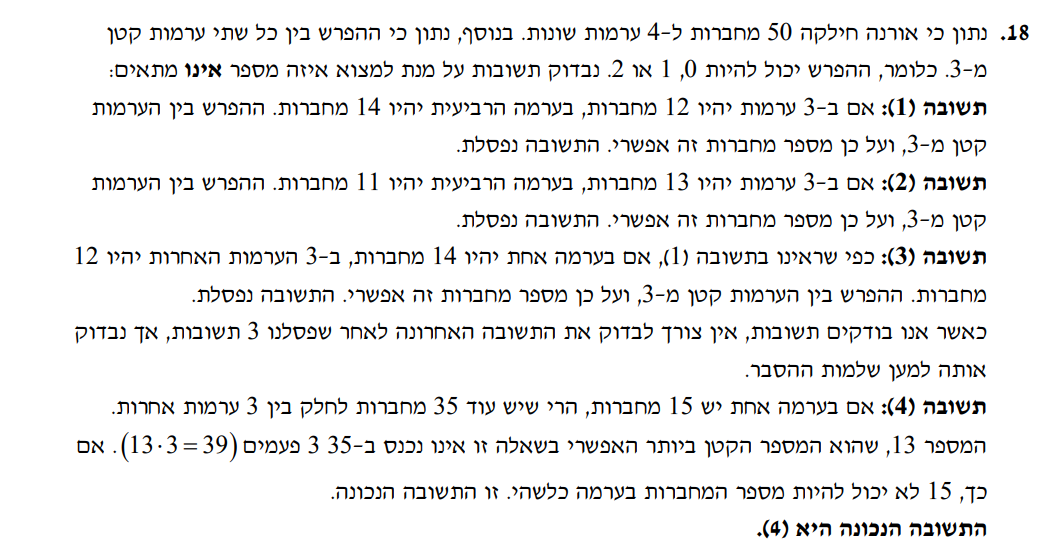 18. נתון כי אורנה חילקה 50 מחברות ל-4 ערמות שונות. בנוסף, נתון כי ההפרש בין כל שתי ערמות קטן
מ-3. כלומר, ההפרש יכול להיות 0, 1 או 2. נבדוק תשובות על מנת למצוא איזה מספר אינו מתאים:
תשובה (1): אם ב-3 ערמות יהיו 12 מחברות, בערמה הרביעית יהיו 14 מחברות. ההפרש בין הערמות
קטן מ-3, ועל כן מספר מחברות זה אפשרי. התשובה נפסלת.
תשובה (2): אם ב-3 ערמות יהיו 13 מחברות, בערמה הרביעית יהיו 11 מחברות. ההפרש בין הערמות
קטן מ-3, ועל כן מספר מחברות זה אפשרי. התשובה נפסלת.
תשובה (3): כפי שראינו בתשובה (1), אם בערמה אחת יהיו 14 מחברות, ב-3 הערמות האחרות יהיו 12
מחברות. ההפרש בין הערמות קטן מ-3, ועל כן מספר מחברות זה אפשרי. התשובה נפסלת.
כאשר אנו בודקים תשובות, אין צורך לבדוק את התשובה האחרונה לאחר שפסלנו 3 תשובות, אך נבדוק
אותה למען שלמות ההסבר.
תשובה (4): אם בערמה אחת יש 15 מחברות, הרי שיש עוד 35 מחברות לחלק בין 3 ערמות אחרות.
המספר 13, שהוא המספר הקטן ביותר האפשרי בשאלה זו אינו נכנס ב-35 3 פעמים (13·3=39). אם
כך, 15 לא יכול להיות מספר המחברות בערמה כלשהי. זו התשובה הנכונה.
התשובה הנכונה היא (4).